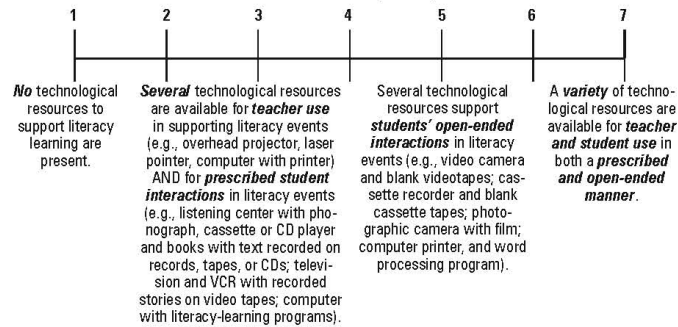 1 2 3 4 5 6 7
No technological
resources to
support literacy
learning are
present.
Several technological resources
are available for teacher use
in supporting literacy events
(e.g., overhead projector, laser
pointer, computer with printer)
AND for prescribed student
interactions in literacy events
(e.g., listening center with pho-
nograph, cassette or CD player
and books with text recorded on
records, tapes, or CDs; televi-
sion and VCR with recorded
stories on video tapes; computer
with literacy-learning programs).
Several technological
resources support
students' open-ended
interactions in literacy
events (e.g., video camera
and blank videotapes; cas-
sette recorder and blank
cassette tapes; photo-
graphic camera with film;
computer printer, and word
processing program).
A variety of techno-
logical resources are
available for teacher
and student use in
both a prescribed
and open-ended
manner.